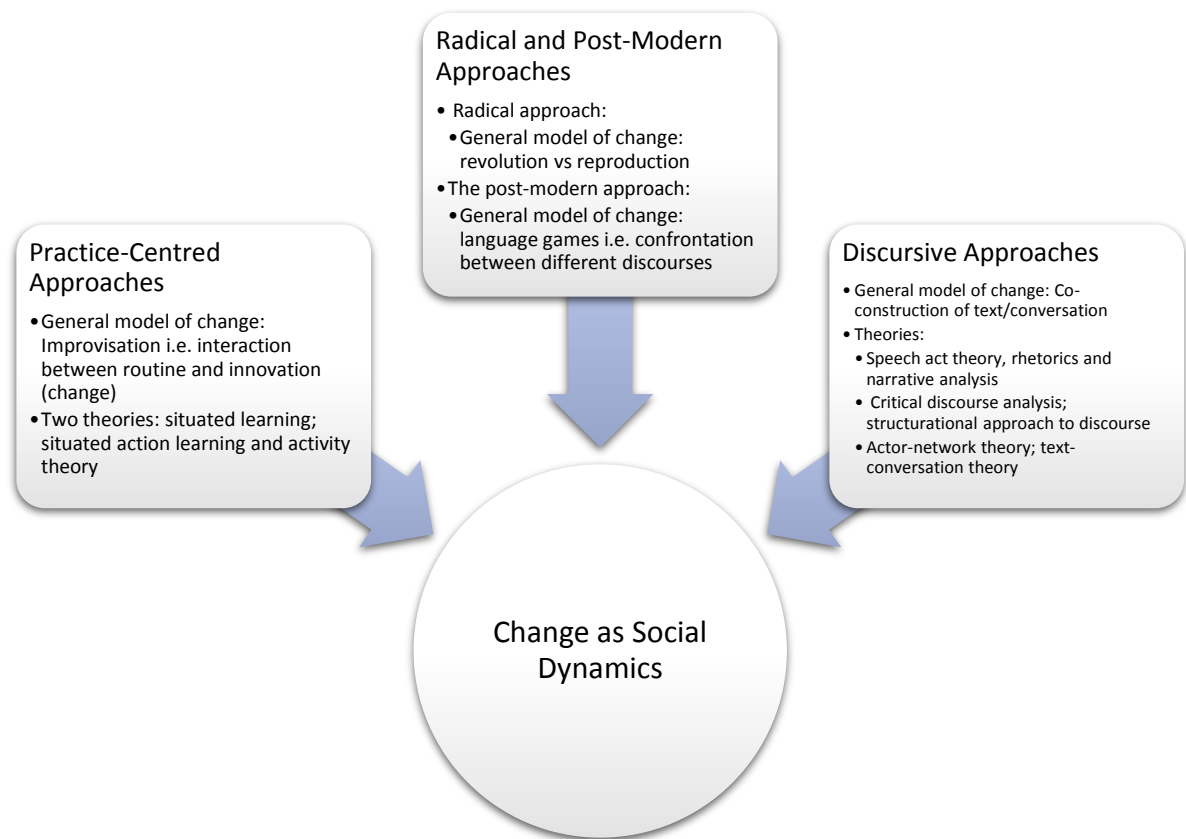 Radical and Post-Modern
Approaches
• Radical approach:
•General model of change:
revolution vs reproduction
•The post-modern approach:
•General model of change:
language games i.e. confrontation
between different discourses
Practice-Centred
Approaches
•General model of change:
Improvisation i.e. interaction
between routine and innovation
(change)
•Two theories: situated learning;
situated action learning and activity
theory
Discursive Approaches
•General model of change: Co-
construction of text/conversation
•Theories:
•Speech act theory, rhetorics and
narrative analysis
• Critical discourse analysis;
structurational approach to discourse
•Actor-network theory; text-
conversation theory
Change as Social
Dynamics